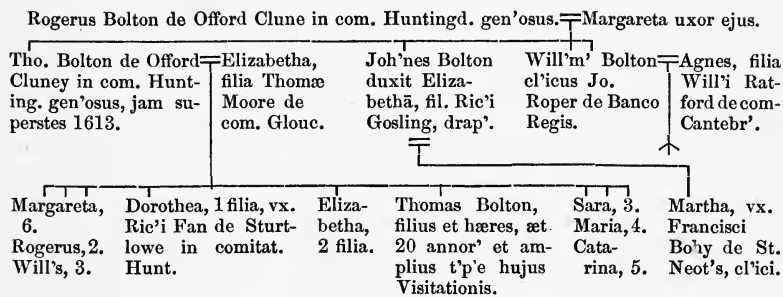 Rogerus Bolton de Offord Clune in com. Huntingd. gen'osus.=Margareta uxor ejus.
Tho. Bolton de Offord
Cluney in com. Hunt-
ing. gen'osus, jam su-
perstes 1613.
=Elizabetha,
filia Thomæ
Moore de
com. Glouc.
Joh'nes Bolton
duxit Eliza-
bethā, fil. Ric'i
Gosling, drap'.
Will'm' Bolton
cl'icus Jo.
Roper de Banco
Regis.
=Agnes, filia
Will'i Rat-
ford de com-
Cantebr'.
Margareta,
6.
Rogerus, 2.
Will's, 3.
Dorothea, 1 filia, vx.
Ric'i Fan de Sturt-
lowe in comitat.
Hunt.
Eliza-
betha,
2 filia.
Thomas Bolton,
filius et hæres, æt
20 annor' et am-
plius t'p'e hujus
Visitationis.
Sara, 3.
Maria, 4.
Cata-
rina, 5.
Martha, vx.
Francisci
Bohy de St.
Neot's, cl'ici.